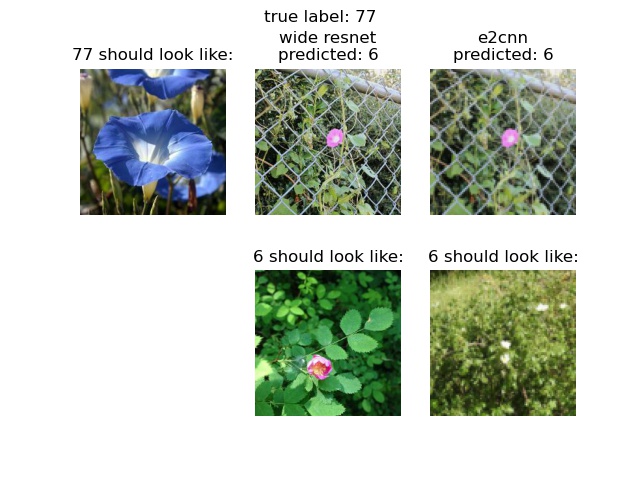 true label: 77
77 should look like:
wide resnet
predicted: 6
e2cnn
predicted: 6
6 should look like:
6 should look like: